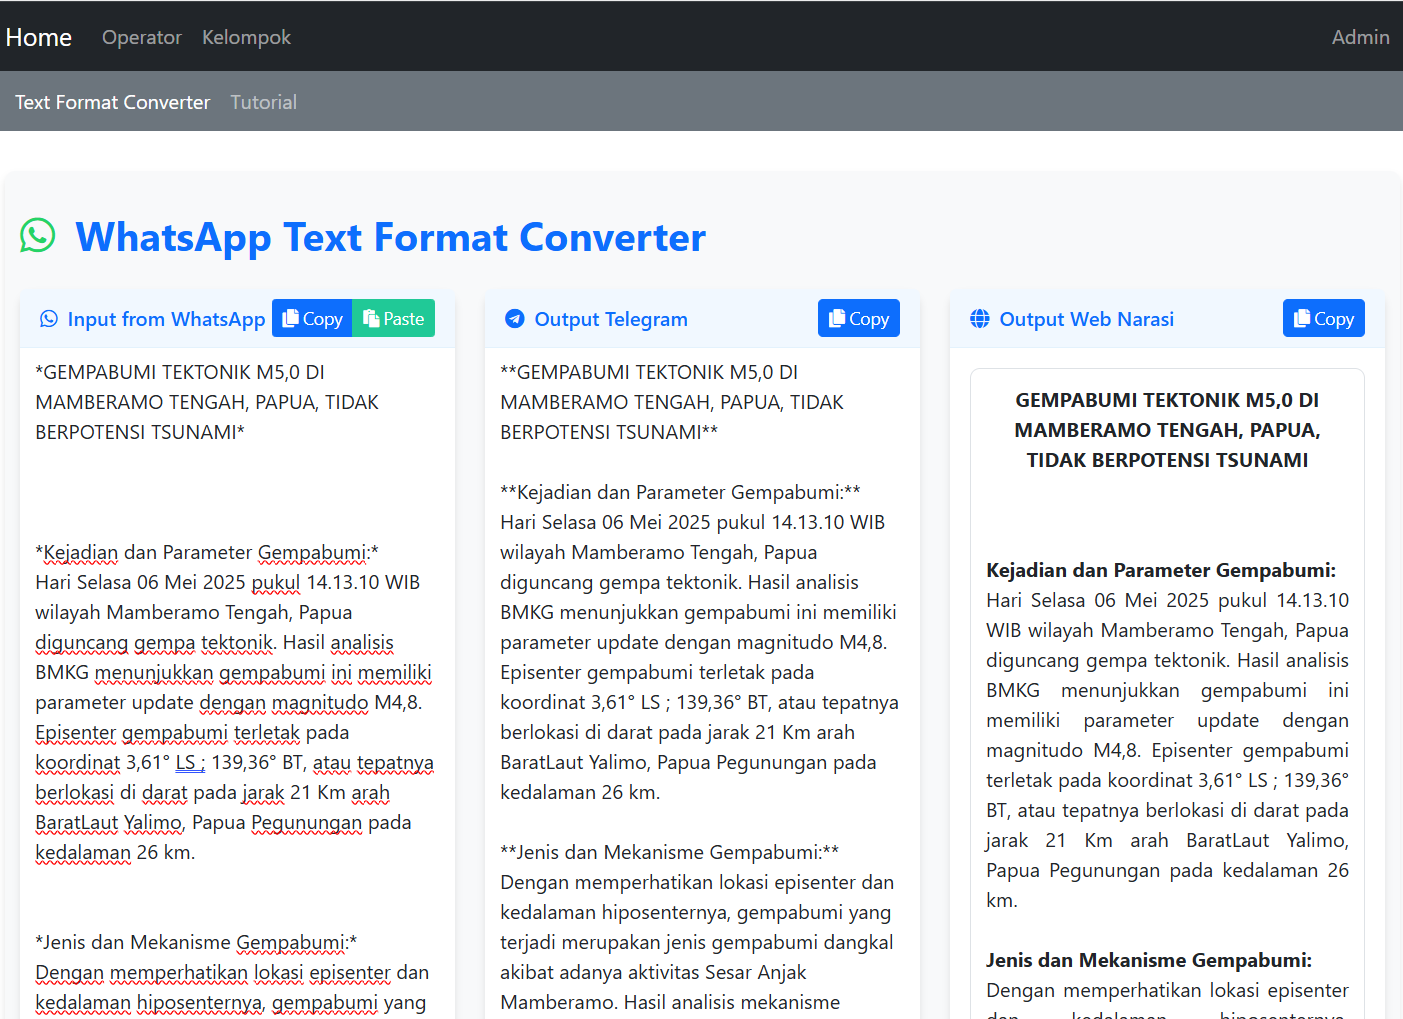 Home Operator Kelompok Admin
Text Format Converter Tutorial
WhatsApp Text Format Converter
Input from WhatsApp Copy Paste
*GEMPABUMI TEKTONIK M5,0 DI
MAMBERAMO TENGAH, PAPUA, TIDAK
BERPOTENSI TSUNAMI*
*Kejadian dan Parameter Gempabumi:*
Hari Selasa 06 Mei 2025 pukul 14.13.10 WIB
wilayah Mamberamo Tengah, Papua
diguncang gempa tektonik. Hasil analisis
BMKG menunjukkan gempabumi ini memiliki
parameter update dengan magnitudo M4,8.
Episenter gempabumi terletak pada
koordinat 3,61° LS ; 139,36° BT, atau tepatnya
berlokasi di darat pada jarak 21 Km arah
BaratLaut Yalimo, Papua Pegunungan pada
kedalaman 26 km.
*Jenis dan Mekanisme Gempabumi:*
Dengan memperhatikan lokasi episenter dan
kedalaman hiposenternya, gempabumi yang
Output Telegram Copy
**GEMPABUMI TEKTONIK M5,0 DI
MAMBERAMO TENGAH, PAPUA, TIDAK
BERPOTENSI TSUNAMI**
**Kejadian dan Parameter Gempabumi:**
Hari Selasa 06 Mei 2025 pukul 14.13.10 WIB
wilayah Mamberamo Tengah, Papua
diguncang gempa tektonik. Hasil analisis
BMKG menunjukkan gempabumi ini memiliki
parameter update dengan magnitudo M4,8.
Episenter gempabumi terletak pada
koordinat 3,61° LS ; 139,36° BT, atau tepatnya
berlokasi di darat pada jarak 21 Km arah
BaratLaut Yalimo, Papua Pegunungan pada
kedalaman 26 km.
**Jenis dan Mekanisme Gempabumi:**
Dengan memperhatikan lokasi episenter dan
kedalaman hiposenternya, gempabumi yang
terjadi merupakan jenis gempabumi dangkal
akibat adanya aktivitas Sesar Anjak
Mamberamo. Hasil analisis mekanisme
Output Web Narasi Copy
GEMPABUMI TEKTONIK M5,0 DI
MAMBERAMO TENGAH, PAPUA,
TIDAK BERPOTENSI TSUNAMI
Kejadian dan Parameter Gempabumi:
Hari Selasa 06 Mei 2025 pukul 14.13.10
WIB wilayah Mamberamo Tengah, Papua
diguncang gempa tektonik. Hasil analisis
BMKG menunjukkan gempabumi ini
memiliki parameter update dengan
magnitudo M4,8. Episenter gempabumi
terletak pada koordinat 3,61° LS ; 139,36°
BT, atau tepatnya berlokasi di darat pada
jarak 21 Km arah BaratLaut Yalimo,
Papua Pegunungan pada kedalaman 26
km.
Jenis dan Mekanisme Gempabumi:
Dengan memperhatikan lokasi episenter
dan kedalaman hiposenternya,